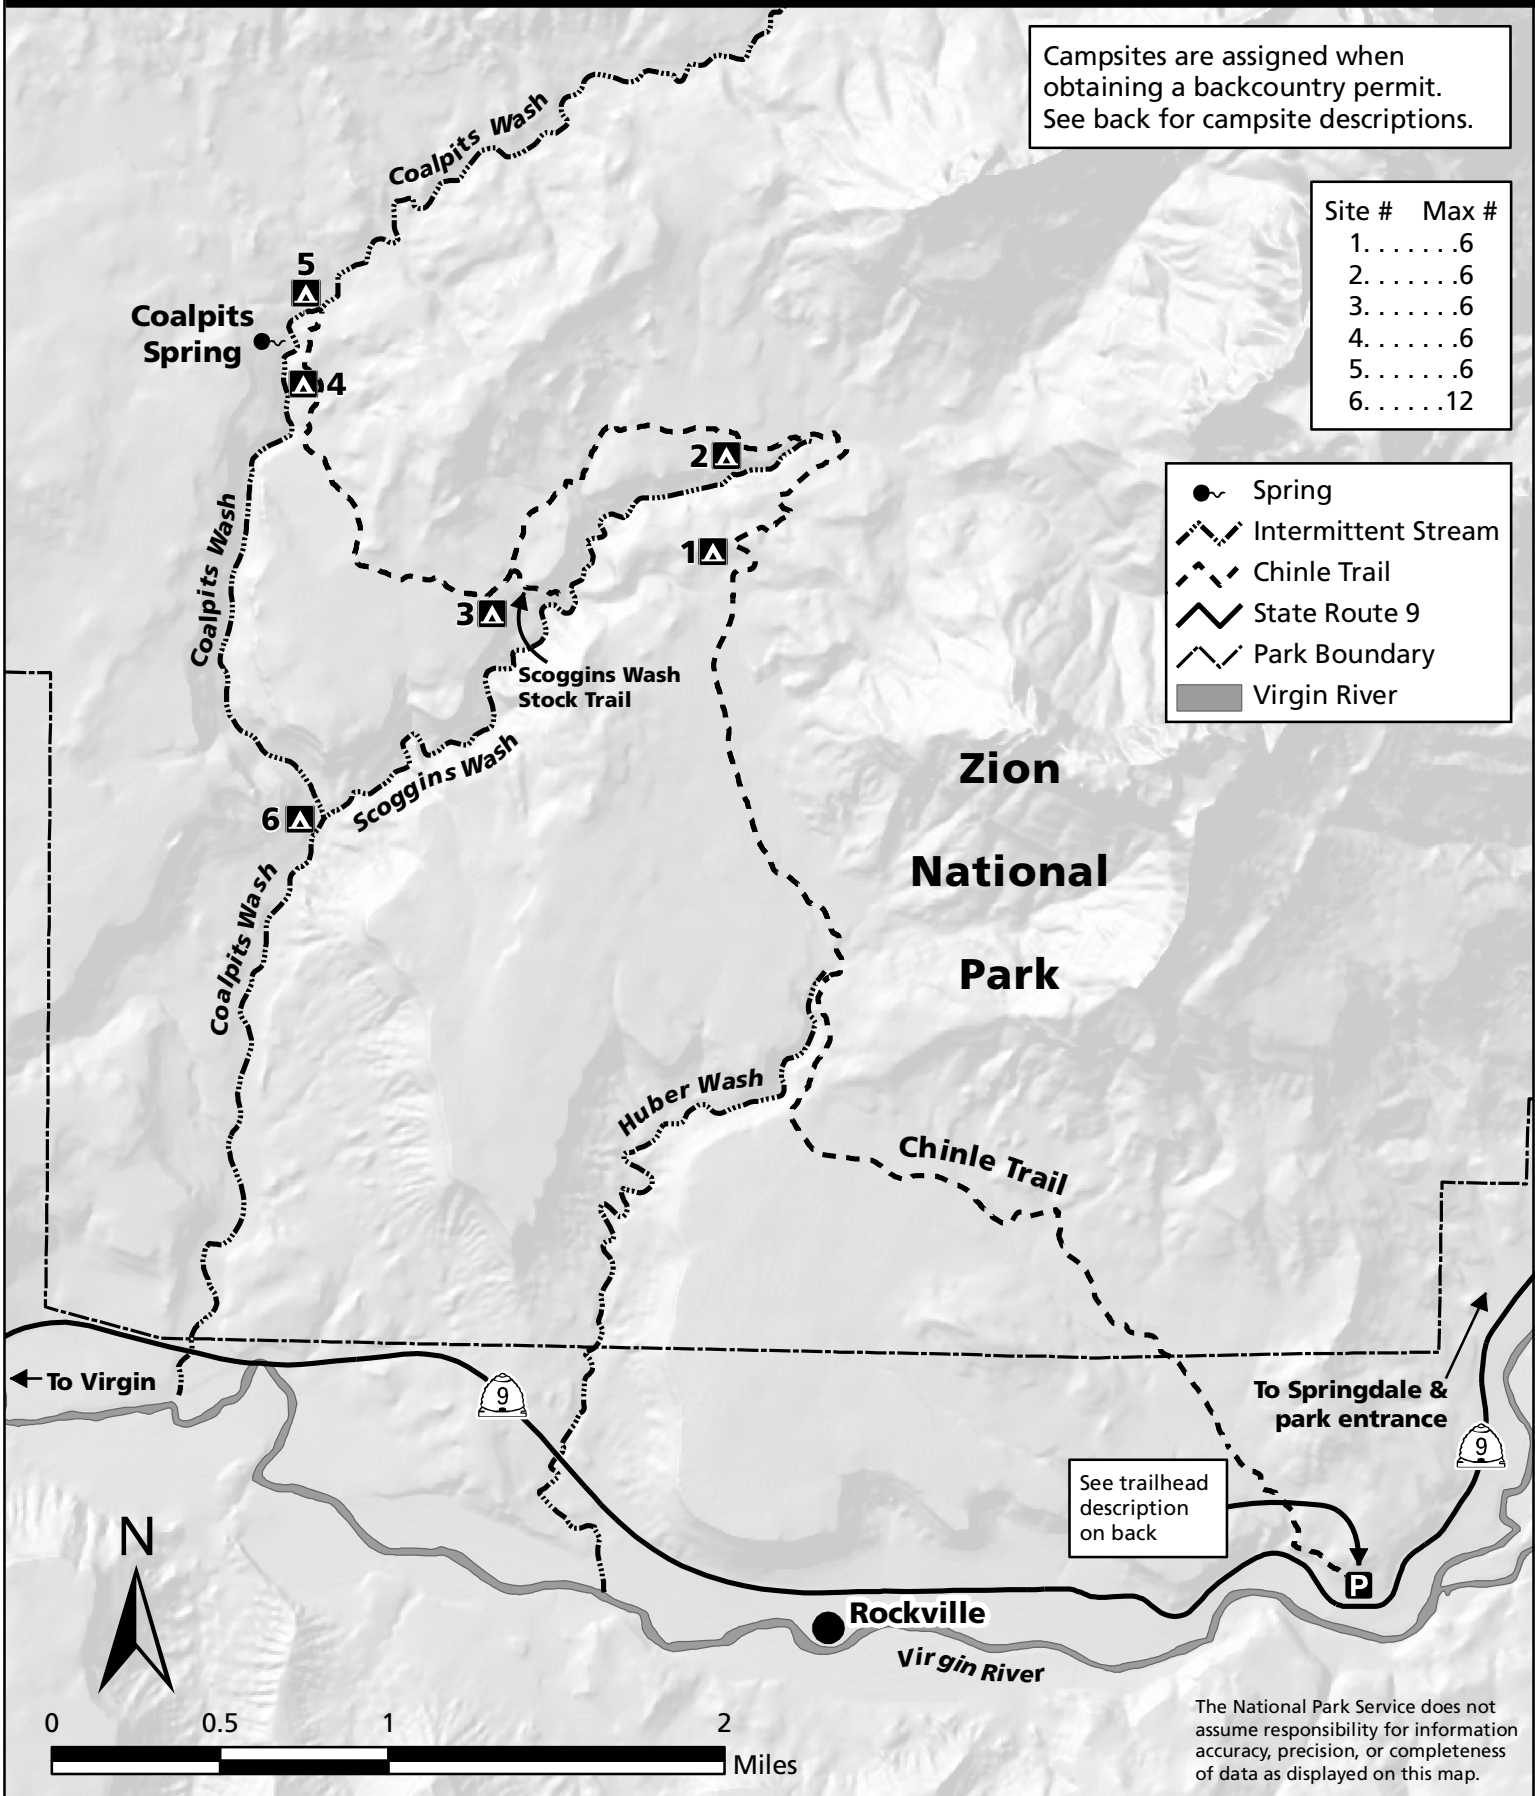 Campsites are assigned when
obtaining a backcountry permit.
See back for campsite descriptions.
Site # Max #
1. . . . . . .6
2. . . . . . .6
3. . . . . . .6
4. . . . . . .6
5. . . . . . .6
6. . . . . .12
Spring
Intermittent Stream
Chinle Trail
State Route 9
Park Boundary
Virgin River
Coalpits Wash
5
Coalpits
Spring
4
2
1
Coalpits Wash
3
Scoggins Wash
Stock Trail
Scoggins Wash
6
Zion
National
Park
Coalpits Wash
Huber Wash
Chinle Trail
To Virgin
9
To Springdale &
park entrance
9
See trailhead
description
on back
P
N
Rockville
Virgin River
0 0.5 1 2
Miles
The National Park Service does not
assume responsibility for information
accuracy, precision, or completeness
of data as displayed on this map.